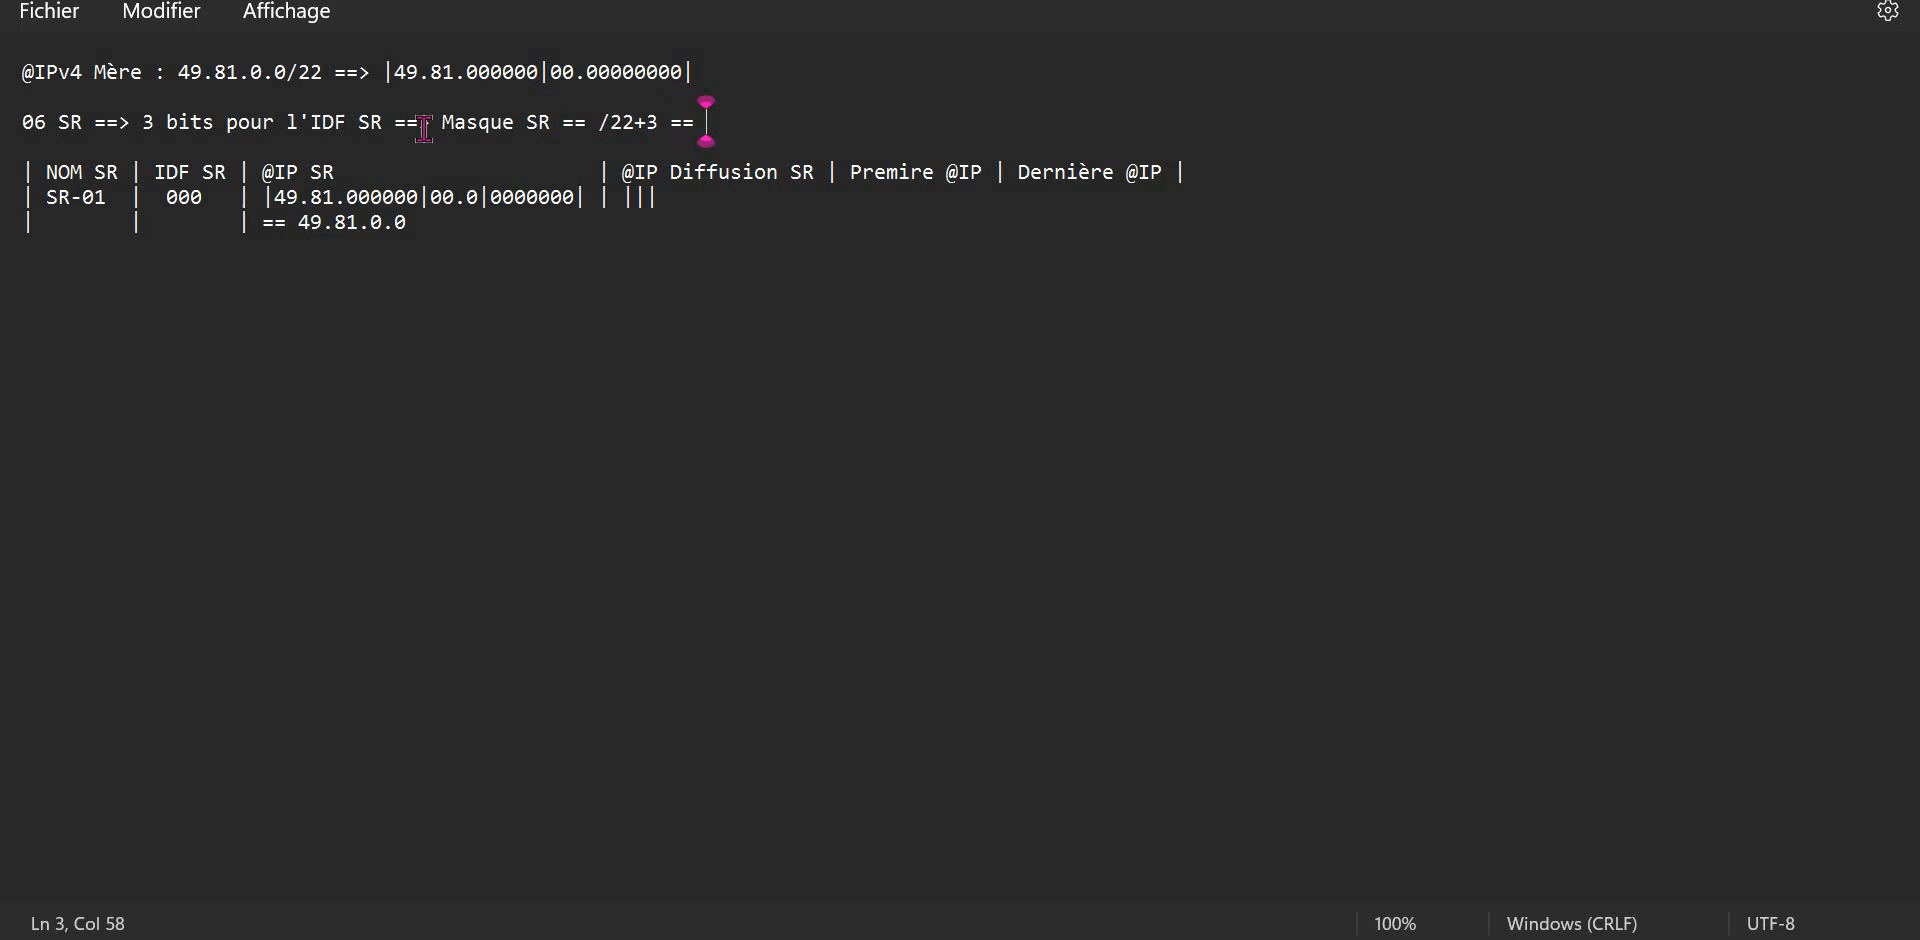 Fichier Modifier Affichage
@IPv4 Mère : 49.81.0.0/22 ==> |49.81.000000|00.00000000|
06 SR ==> 3 bits pour l'IDF SR ==> Masque SR == /22+3 ==
| NOM SR | IDF SR | @IP SR | @IP Diffusion SR | Premire @IP | Dernière @IP |
| SR-01 | 000 | |49.81.000000|00.0|0000000| | |||
| | | == 49.81.0.0
Ln 3, Col 58 100% Windows (CRLF) UTF-8